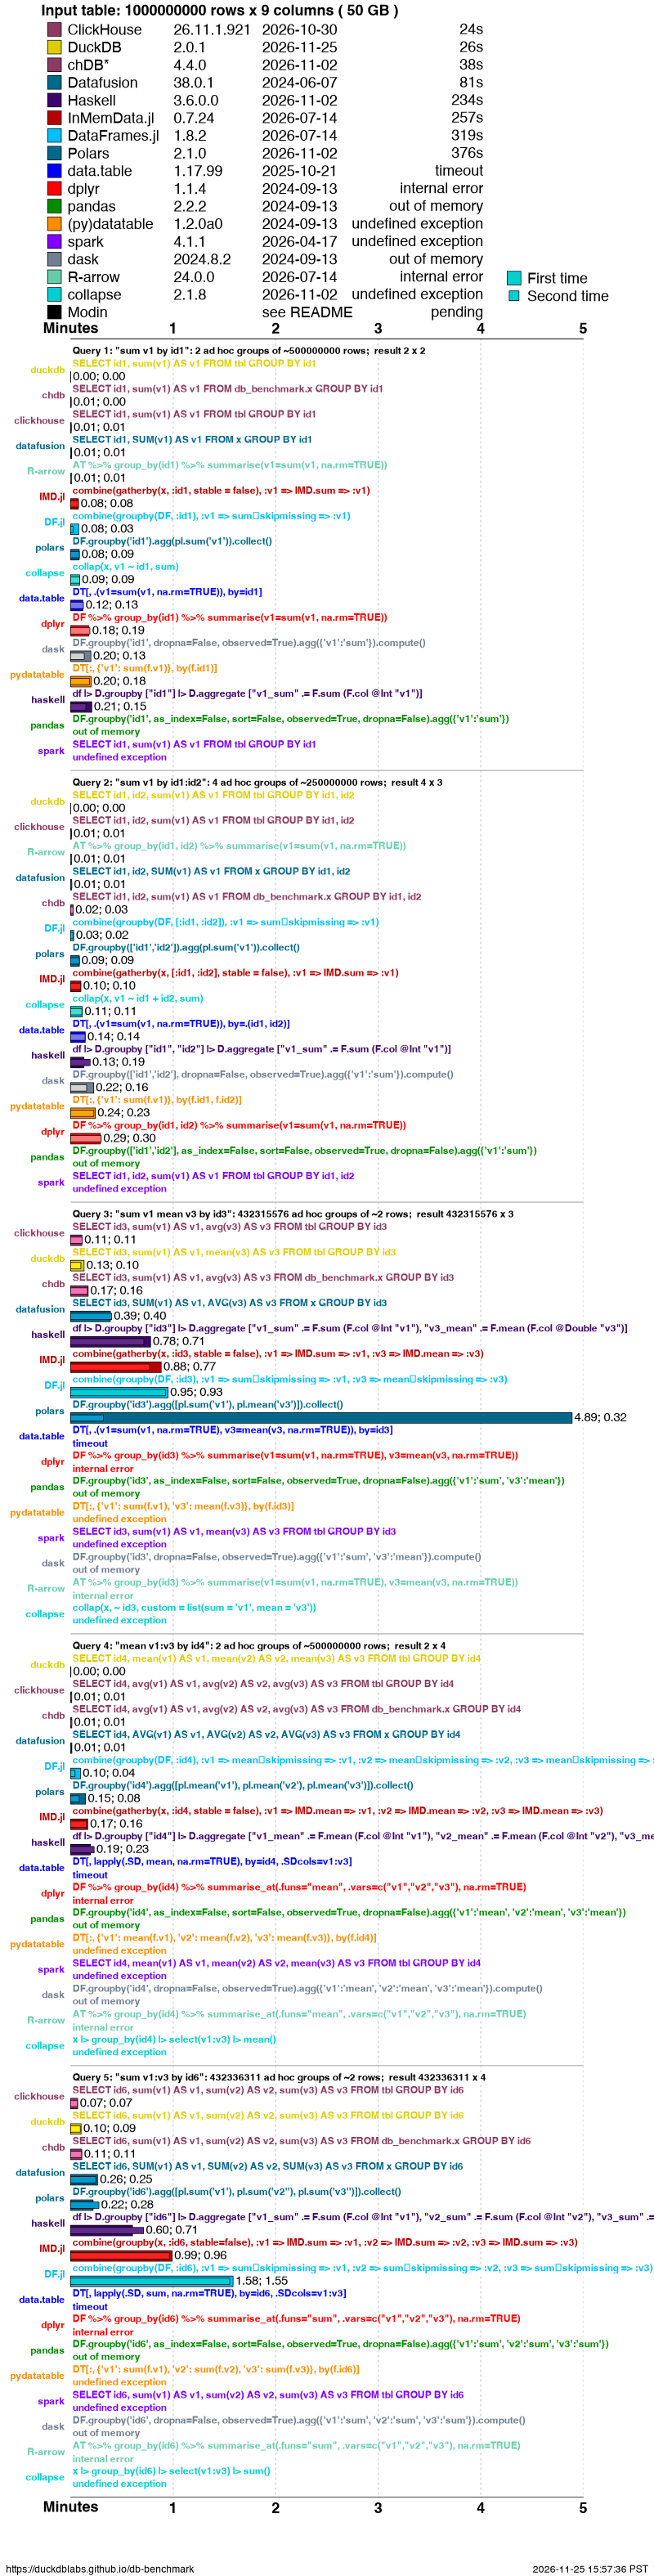 Input table: 1000000000 rows x 9 columns ( 50 GB )
ClickHouse 26.11.1.921 2026-10-30 24s
DuckDB 2.0.1 2026-11-25 26s
chDB* 4.4.0 2026-11-02 38s
Datafusion 38.0.1 2024-06-07 81s
Haskell 3.6.0.0 2026-11-02 234s
InMemData.jl 0.7.24 2026-07-14 257s
DataFrames.jl 1.8.2 2026-07-14 319s
Polars 2.1.0 2026-11-02 376s
data.table 1.17.99 2025-10-21 timeout
dplyr 1.1.4 2024-09-13 internal error
pandas 2.2.2 2024-09-13 out of memory
(py)datatable 1.2.0a0 2024-09-13 undefined exception
spark 4.1.1 2026-04-17 undefined exception
dask 2024.8.2 2024-09-13 out of memory
R-arrow 24.0.0 2026-07-14 internal error First time
collapse 2.1.8 2026-11-02 undefined exception Second time
Modin see README pending
Minutes 1 2 3 4 5
Query 1: "sum v1 by id1": 2 ad hoc groups of ~500000000 rows; result 2 x 2
SELECT id1, sum(v1) AS v1 FROM tbl GROUP BY id1
duckdb 0.00; 0.00
SELECT id1, sum(v1) AS v1 FROM db_benchmark.x GROUP BY id1
chdb 0.01; 0.00
SELECT id1, sum(v1) AS v1 FROM tbl GROUP BY id1
clickhouse 0.01; 0.01
SELECT id1, SUM(v1) AS v1 FROM x GROUP BY id1
datafusion 0.01; 0.01
AT %>% group_by(id1) %>% summarise(v1=sum(v1, na.rm=TRUE))
R-arrow 0.01; 0.01
combine(gatherby(x, :id1, stable = false), :v1 => IMD.sum => :v1)
IMD.jl 0.08; 0.08
combine(groupby(DF, :id1), :v1 => sum□skipmissing => :v1)
DF.jl 0.08; 0.03
DF.groupby('id1').agg(pl.sum('v1')).collect()
polars 0.08; 0.09
collap(x, v1 ~ id1, sum)
collapse 0.09; 0.09
DT[, .(v1=sum(v1, na.rm=TRUE)), by=id1]
data.table 0.12; 0.13
DF %>% group_by(id1) %>% summarise(v1=sum(v1, na.rm=TRUE))
dplyr 0.18; 0.19
DF.groupby('id1', dropna=False, observed=True).agg({'v1':'sum'}).compute()
dask 0.20; 0.13
DT[:, {'v1': sum(f.v1)}, by(f.id1)]
pydatatable 0.20; 0.18
df |> D.groupby ["id1"] |> D.aggregate ["v1_sum" .= F.sum (F.col @Int "v1")]
haskell 0.21; 0.15
DF.groupby('id1', as_index=False, sort=False, observed=True, dropna=False).agg({'v1':'sum'})
pandas out of memory
SELECT id1, sum(v1) AS v1 FROM tbl GROUP BY id1
spark undefined exception
Query 2: "sum v1 by id1:id2": 4 ad hoc groups of ~250000000 rows; result 4 x 3
SELECT id1, id2, sum(v1) AS v1 FROM tbl GROUP BY id1, id2
duckdb 0.00; 0.00
SELECT id1, id2, sum(v1) AS v1 FROM tbl GROUP BY id1, id2
clickhouse 0.01; 0.01
AT %>% group_by(id1, id2) %>% summarise(v1=sum(v1, na.rm=TRUE))
R-arrow 0.01; 0.01
SELECT id1, id2, SUM(v1) AS v1 FROM x GROUP BY id1, id2
datafusion 0.01; 0.01
SELECT id1, id2, sum(v1) AS v1 FROM db_benchmark.x GROUP BY id1, id2
chdb 0.02; 0.03
combine(groupby(DF, [:id1, :id2]), :v1 => sum□skipmissing => :v1)
DF.jl 0.03; 0.02
DF.groupby(['id1','id2']).agg(pl.sum('v1')).collect()
polars 0.09; 0.09
combine(gatherby(x, [:id1, :id2], stable = false), :v1 => IMD.sum => :v1)
IMD.jl 0.10; 0.10
collap(x, v1 ~ id1 + id2, sum)
collapse 0.11; 0.11
DT[, .(v1=sum(v1, na.rm=TRUE)), by=.(id1, id2)]
data.table 0.14; 0.14
df |> D.groupby ["id1", "id2"] |> D.aggregate ["v1_sum" .= F.sum (F.col @Int "v1")]
haskell 0.13; 0.19
DF.groupby(['id1','id2'], dropna=False, observed=True).agg({'v1':'sum'}).compute()
dask 0.22; 0.16
DT[:, {'v1': sum(f.v1)}, by(f.id1, f.id2)]
pydatatable 0.24; 0.23
DF %>% group_by(id1, id2) %>% summarise(v1=sum(v1, na.rm=TRUE))
dplyr 0.29; 0.30
DF.groupby(['id1','id2'], as_index=False, sort=False, observed=True, dropna=False).agg({'v1':'sum'})
pandas out of memory
SELECT id1, id2, sum(v1) AS v1 FROM tbl GROUP BY id1, id2
spark undefined exception
Query 3: "sum v1 mean v3 by id3": 432315576 ad hoc groups of ~2 rows; result 432315576 x 3
SELECT id3, sum(v1) AS v1, avg(v3) AS v3 FROM tbl GROUP BY id3
clickhouse 0.11; 0.11
SELECT id3, sum(v1) AS v1, mean(v3) AS v3 FROM tbl GROUP BY id3
duckdb 0.13; 0.10
SELECT id3, sum(v1) AS v1, avg(v3) AS v3 FROM db_benchmark.x GROUP BY id3
chdb 0.17; 0.16
SELECT id3, SUM(v1) AS v1, AVG(v3) AS v3 FROM x GROUP BY id3
datafusion 0.39; 0.40
df |> D.groupby ["id3"] |> D.aggregate ["v1_sum" .= F.sum (F.col @Int "v1"), "v3_mean" .= F.mean (F.col @Double "v3")]
haskell 0.78; 0.71
combine(gatherby(x, :id3, stable = false), :v1 => IMD.sum => :v1, :v3 => IMD.mean => :v3)
IMD.jl 0.88; 0.77
combine(groupby(DF, :id3), :v1 => sum□skipmissing => :v1, :v3 => mean□skipmissing => :v3)
DF.jl 0.95; 0.93
DF.groupby('id3').agg([pl.sum('v1'), pl.mean('v3')]).collect()
polars 4.89; 0.32
DT[, .(v1=sum(v1, na.rm=TRUE), v3=mean(v3, na.rm=TRUE)), by=id3]
data.table timeout
DF %>% group_by(id3) %>% summarise(v1=sum(v1, na.rm=TRUE), v3=mean(v3, na.rm=TRUE))
dplyr internal error
DF.groupby('id3', as_index=False, sort=False, observed=True, dropna=False).agg({'v1':'sum', 'v3':'mean'})
pandas out of memory
DT[:, {'v1': sum(f.v1), 'v3': mean(f.v3)}, by(f.id3)]
pydatatable undefined exception
SELECT id3, sum(v1) AS v1, mean(v3) AS v3 FROM tbl GROUP BY id3
spark undefined exception
DF.groupby('id3', dropna=False, observed=True).agg({'v1':'sum', 'v3':'mean'}).compute()
dask out of memory
AT %>% group_by(id3) %>% summarise(v1=sum(v1, na.rm=TRUE), v3=mean(v3, na.rm=TRUE))
R-arrow internal error
collap(x, ~ id3, custom = list(sum = 'v1', mean = 'v3'))
collapse undefined exception
Query 4: "mean v1:v3 by id4": 2 ad hoc groups of ~500000000 rows; result 2 x 4
SELECT id4, mean(v1) AS v1, mean(v2) AS v2, mean(v3) AS v3 FROM tbl GROUP BY id4
duckdb 0.00; 0.00
SELECT id4, avg(v1) AS v1, avg(v2) AS v2, avg(v3) AS v3 FROM tbl GROUP BY id4
clickhouse 0.01; 0.01
SELECT id4, avg(v1) AS v1, avg(v2) AS v2, avg(v3) AS v3 FROM db_benchmark.x GROUP BY id4
chdb 0.01; 0.01
SELECT id4, AVG(v1) AS v1, AVG(v2) AS v2, AVG(v3) AS v3 FROM x GROUP BY id4
datafusion 0.01; 0.01
combine(groupby(DF, :id4), :v1 => mean□skipmissing => :v1, :v2 => mean□skipmissing => :v2, :v3 => mean□skipmissing => :
DF.jl 0.10; 0.04
DF.groupby('id4').agg([pl.mean('v1'), pl.mean('v2'), pl.mean('v3')]).collect()
polars 0.15; 0.08
combine(gatherby(x, :id4, stable = false), :v1 => IMD.mean => :v1, :v2 => IMD.mean => :v2, :v3 => IMD.mean => :v3)
IMD.jl 0.17; 0.16
df |> D.groupby ["id4"] |> D.aggregate ["v1_mean" .= F.mean (F.col @Int "v1"), "v2_mean" .= F.mean (F.col @Int "v2"), "v3_me
haskell 0.19; 0.23
DT[, lapply(.SD, mean, na.rm=TRUE), by=id4, .SDcols=v1:v3]
data.table timeout
DF %>% group_by(id4) %>% summarise_at(.funs="mean", .vars=c("v1","v2","v3"), na.rm=TRUE)
dplyr internal error
DF.groupby('id4', as_index=False, sort=False, observed=True, dropna=False).agg({'v1':'mean', 'v2':'mean', 'v3':'mean'})
pandas out of memory
DT[:, {'v1': mean(f.v1), 'v2': mean(f.v2), 'v3': mean(f.v3)}, by(f.id4)]
pydatatable undefined exception
SELECT id4, mean(v1) AS v1, mean(v2) AS v2, mean(v3) AS v3 FROM tbl GROUP BY id4
spark undefined exception
DF.groupby('id4', dropna=False, observed=True).agg({'v1':'mean', 'v2':'mean', 'v3':'mean'}).compute()
dask out of memory
AT %>% group_by(id4) %>% summarise_at(.funs="mean", .vars=c("v1","v2","v3"), na.rm=TRUE)
R-arrow internal error
x |> group_by(id4) |> select(v1:v3) |> mean()
collapse undefined exception
Query 5: "sum v1:v3 by id6": 432336311 ad hoc groups of ~2 rows; result 432336311 x 4
SELECT id6, sum(v1) AS v1, sum(v2) AS v2, sum(v3) AS v3 FROM tbl GROUP BY id6
clickhouse 0.07; 0.07
SELECT id6, sum(v1) AS v1, sum(v2) AS v2, sum(v3) AS v3 FROM tbl GROUP BY id6
duckdb 0.10; 0.09
SELECT id6, sum(v1) AS v1, sum(v2) AS v2, sum(v3) AS v3 FROM db_benchmark.x GROUP BY id6
chdb 0.11; 0.11
SELECT id6, SUM(v1) AS v1, SUM(v2) AS v2, SUM(v3) AS v3 FROM x GROUP BY id6
datafusion 0.26; 0.25
DF.groupby('id6').agg([pl.sum('v1'), pl.sum('v2''), pl.sum('v3'')]).collect()
polars 0.22; 0.28
df |> D.groupby ["id6"] |> D.aggregate ["v1_sum" .= F.sum (F.col @Int "v1"), "v2_sum" .= F.sum (F.col @Int "v2"), "v3_sum" .=
haskell 0.60; 0.71
combine(groupby(x, :id6, stable=false), :v1 => IMD.sum => :v1, :v2 => IMD.sum => :v2, :v3 => IMD.sum => :v3)
IMD.jl 0.99; 0.96
combine(groupby(DF, :id6), :v1 => sum□skipmissing => :v1, :v2 => sum□skipmissing => :v2, :v3 => sum□skipmissing => :v3)
DF.jl 1.58; 1.55
DT[, lapply(.SD, sum, na.rm=TRUE), by=id6, .SDcols=v1:v3]
data.table timeout
DF %>% group_by(id6) %>% summarise_at(.funs="sum", .vars=c("v1","v2","v3"), na.rm=TRUE)
dplyr internal error
DF.groupby('id6', as_index=False, sort=False, observed=True, dropna=False).agg({'v1':'sum', 'v2':'sum', 'v3':'sum'})
pandas out of memory
DT[:, {'v1': sum(f.v1), 'v2': sum(f.v2), 'v3': sum(f.v3)}, by(f.id6)]
pydatatable undefined exception
SELECT id6, sum(v1) AS v1, sum(v2) AS v2, sum(v3) AS v3 FROM tbl GROUP BY id6
spark undefined exception
DF.groupby('id6', dropna=False, observed=True).agg({'v1':'sum', 'v2':'sum', 'v3':'sum'}).compute()
dask out of memory
AT %>% group_by(id6) %>% summarise_at(.funs="sum", .vars=c("v1","v2","v3"), na.rm=TRUE)
R-arrow internal error
x |> group_by(id6) |> select(v1:v3) |> sum()
collapse undefined exception
Minutes 1 2 3 4 5
https://duckdblabs.github.io/db-benchmark 2026-11-25 15:57:36 PST